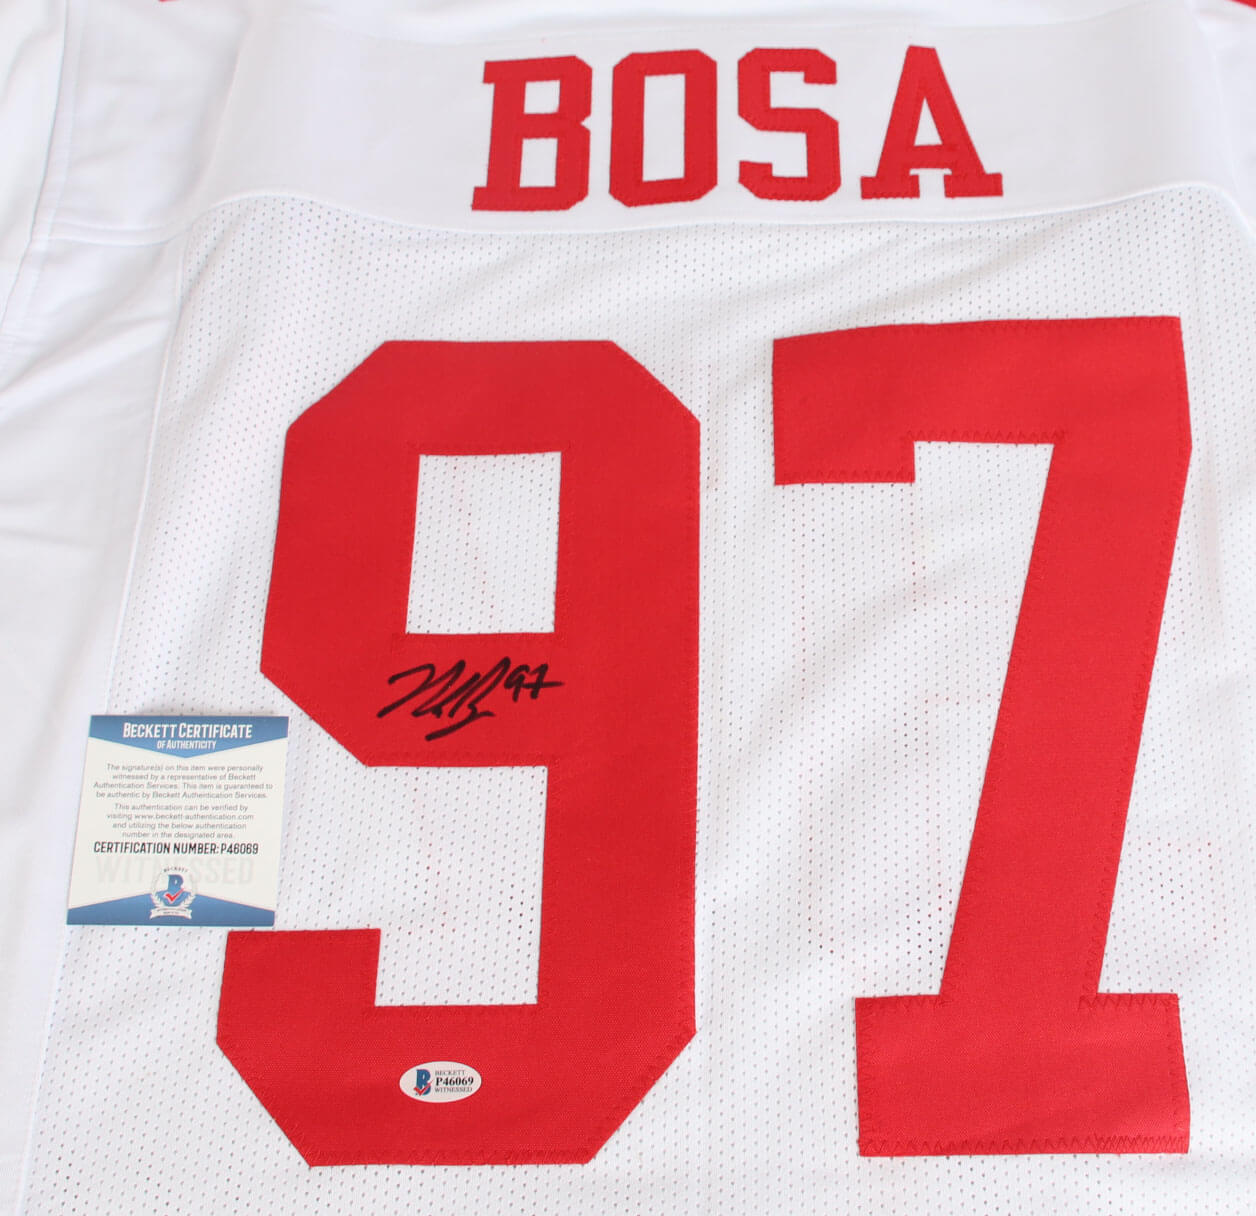 BOSA
97
97
BECKETT CERTIFICATE
OF AUTHENTICITY
The signature(s) on this item were personally
witnessed by a representative of Beckett
Authentication Services. This item is guaranteed to
be authentic by Beckett Authentication Services.
This authentication can be verified by
visiting www.beckett-authentication.com
and utilizing the below authentication
number in the designated area.
CERTIFICATION NUMBER: P46069
WITNESSED
BECKETT
B
BECKETT
P46069
WITNESSED